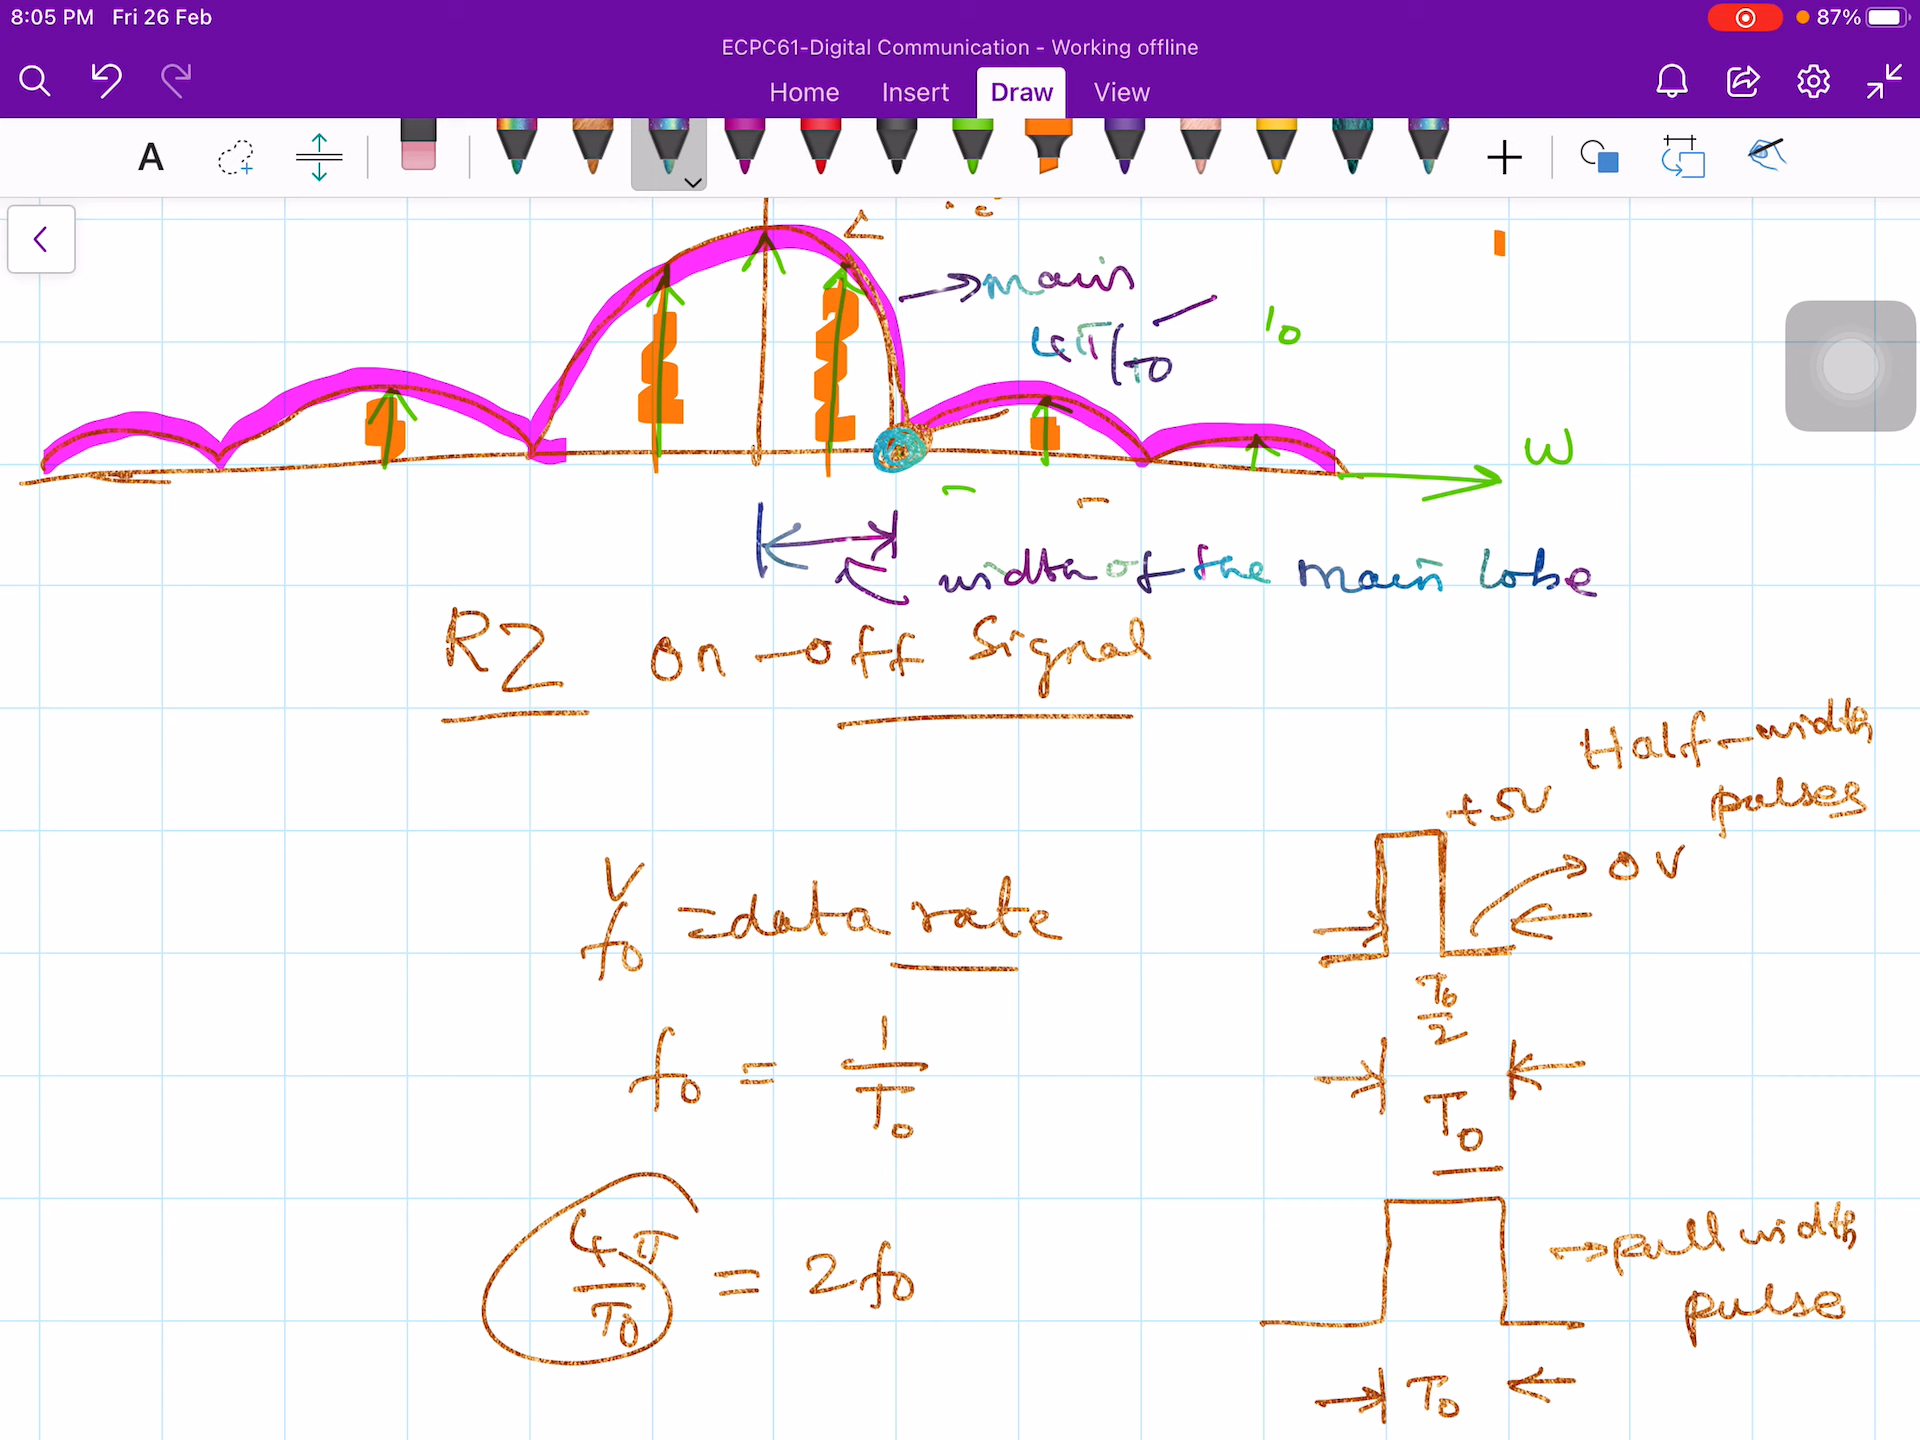 8:05 PM Fri 26 Feb
87%
ECPC61-Digital Communication - Working offline
Home Insert Draw View
A
main
4π/T0
ω
width of the main lobe
RZ on-off signal
Half-width
pulses
+5V
0V
f0 = data rate
T0/2
f0 = 1/T0
T0
4π/T0 = 2f0
full width
pulse
T0